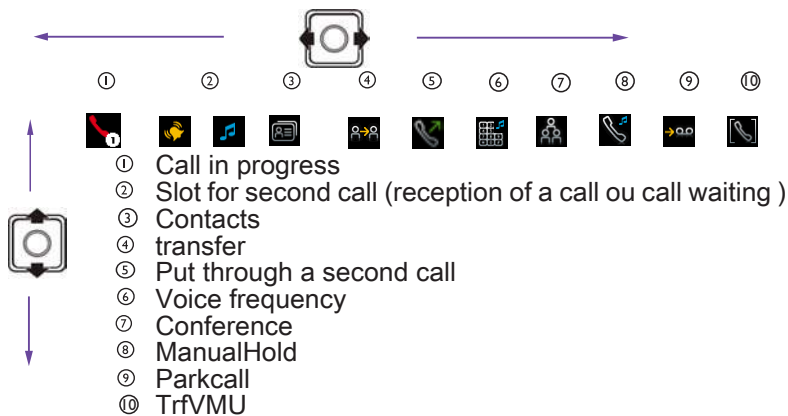 ① ② ③ ④ ⑤ ⑥ ⑦ ⑧ ⑨ ⑩
① Call in progress
② Slot for second call (reception of a call ou call waiting )
③ Contacts
④ transfer
⑤ Put through a second call
⑥ Voice frequency
⑦ Conference
⑧ ManualHold
⑨ Parkcall
⑩ TrfVMU